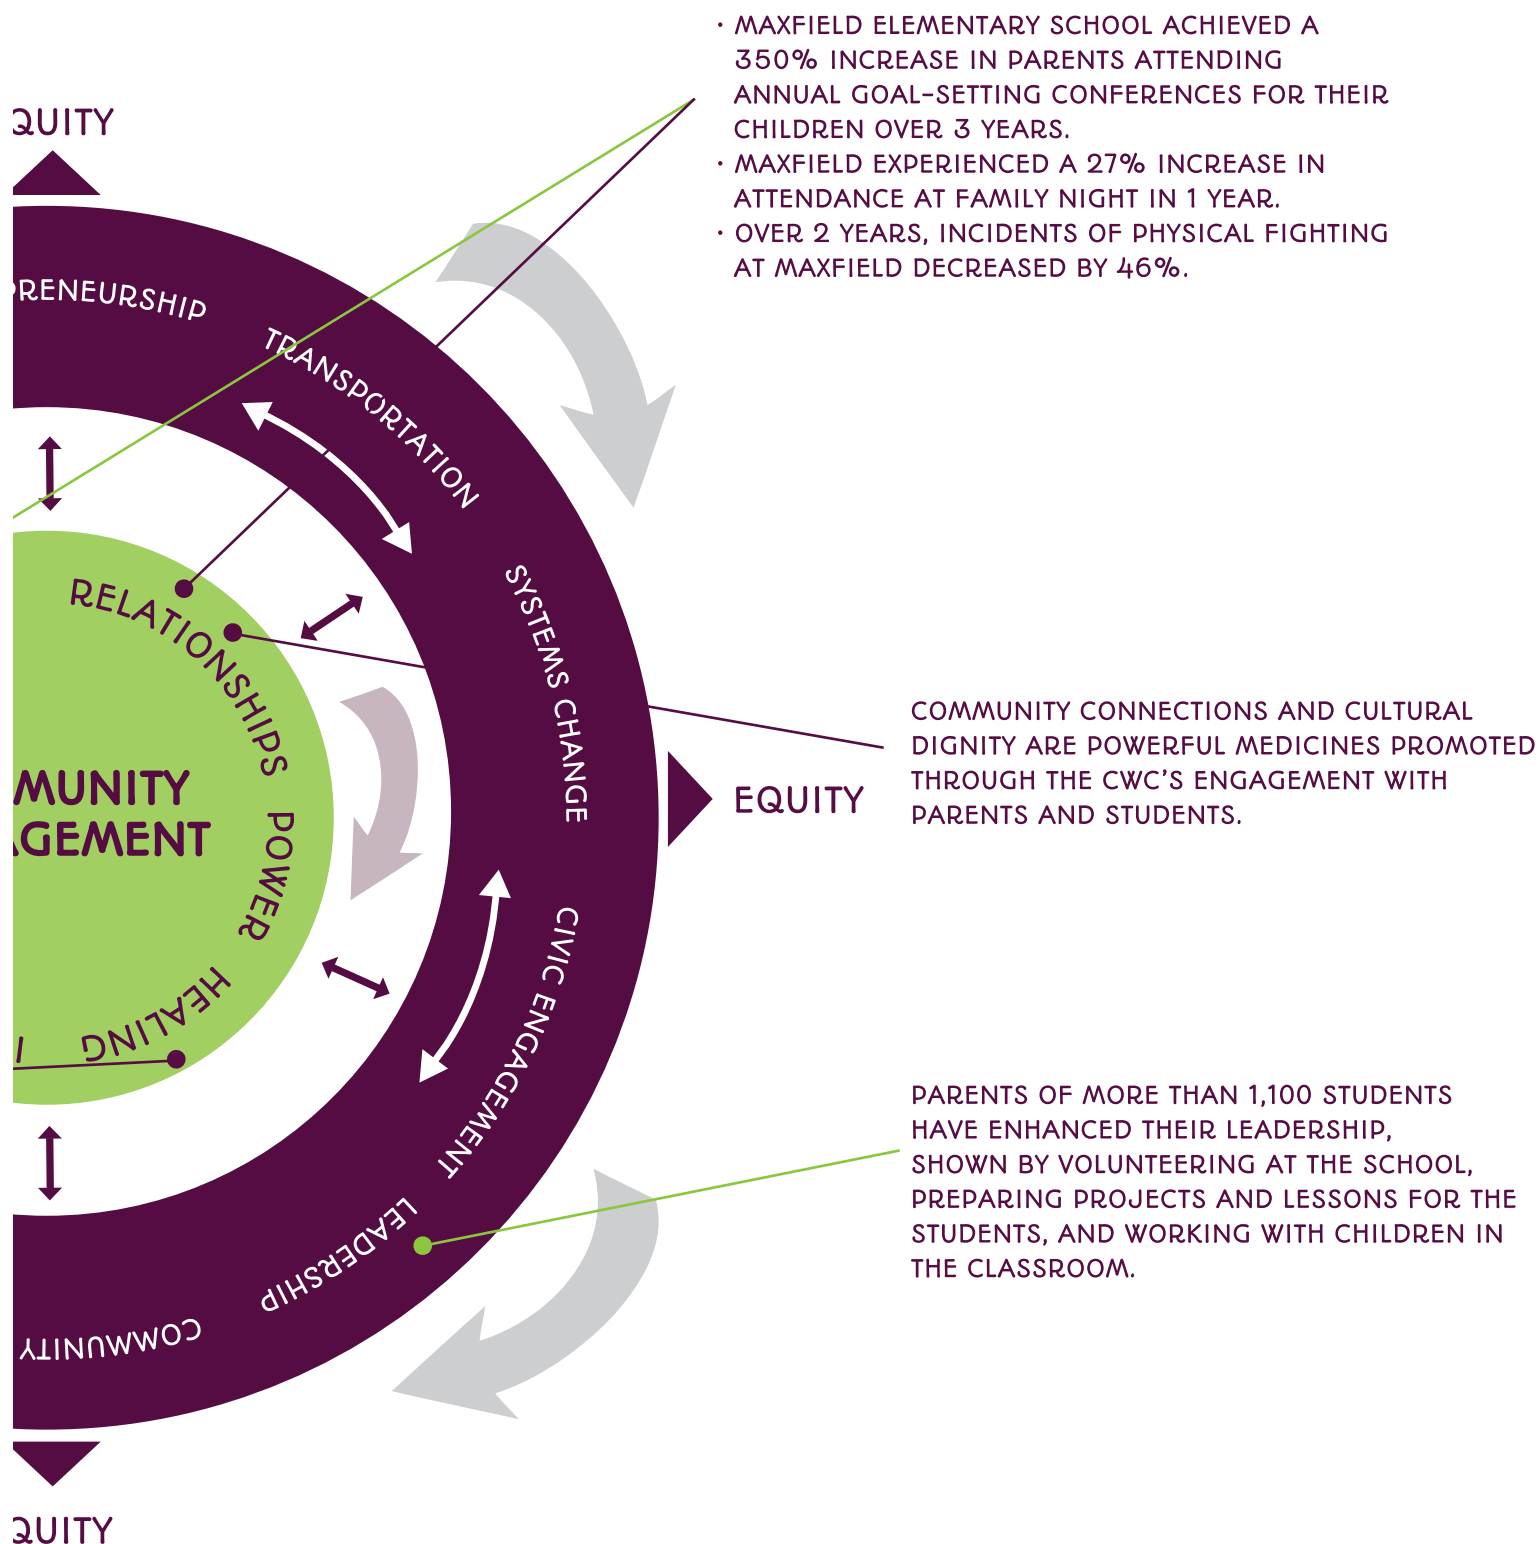 · MAXFIELD ELEMENTARY SCHOOL ACHIEVED A
350% INCREASE IN PARENTS ATTENDING
ANNUAL GOAL-SETTING CONFERENCES FOR THEIR
CHILDREN OVER 3 YEARS.
· MAXFIELD EXPERIENCED A 27% INCREASE IN
ATTENDANCE AT FAMILY NIGHT IN 1 YEAR.
· OVER 2 YEARS, INCIDENTS OF PHYSICAL FIGHTING
AT MAXFIELD DECREASED BY 46%.
QUITY
RENEURSHIP
TRANSPORTATION
SYSTEMS CHANGE
RELATIONSHIPS
COMMUNITY CONNECTIONS AND CULTURAL
DIGNITY ARE POWERFUL MEDICINES PROMOTED
THROUGH THE CWC'S ENGAGEMENT WITH
PARENTS AND STUDENTS.
EQUITY
MUNITY
GEMENT
POWER
HEALING
I
CIVIC ENGAGEMENT
PARENTS OF MORE THAN 1,100 STUDENTS
HAVE ENHANCED THEIR LEADERSHIP,
SHOWN BY VOLUNTEERING AT THE SCHOOL,
PREPARING PROJECTS AND LESSONS FOR THE
STUDENTS, AND WORKING WITH CHILDREN IN
THE CLASSROOM.
LEADERSHIP
COMMUNITY
QUITY